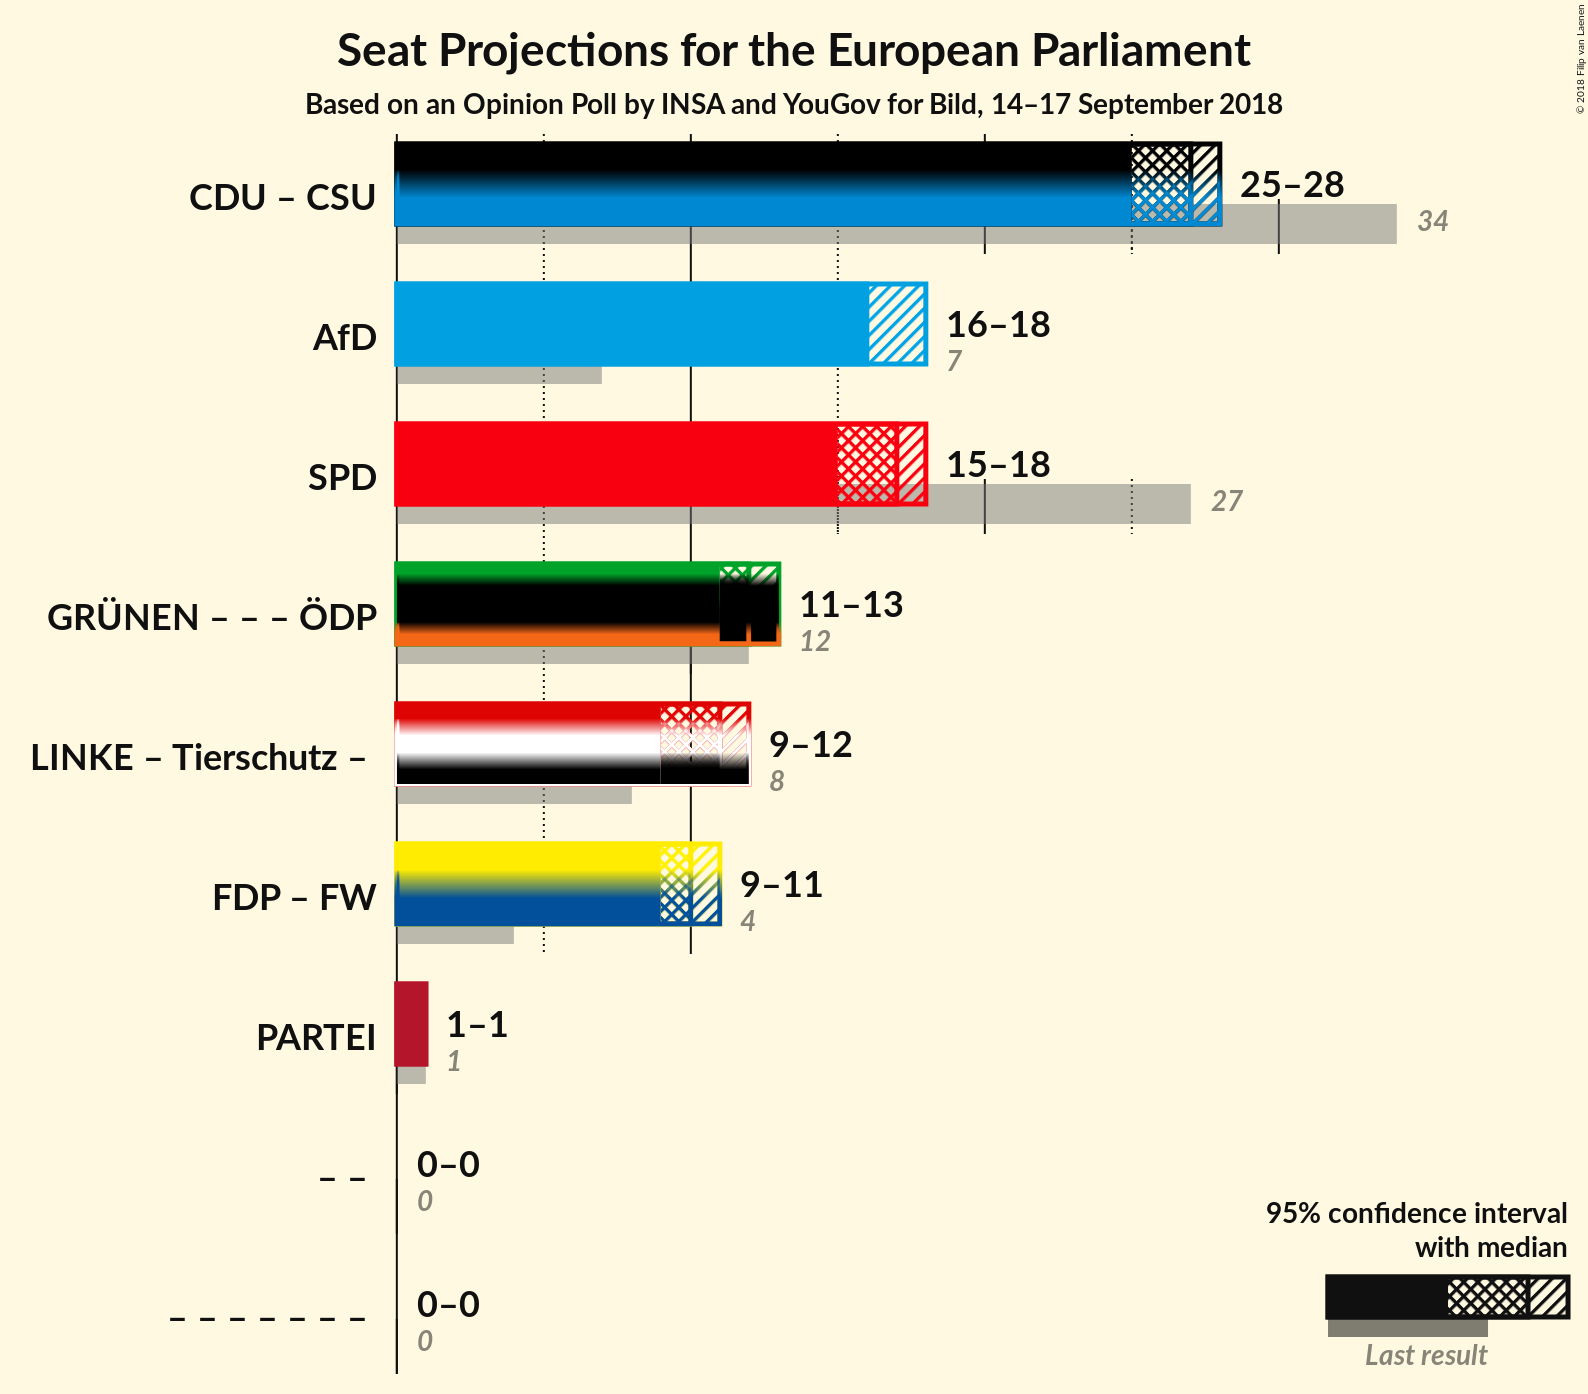 Seat Projections for the European Parliament
Based on an Opinion Poll by INSA and YouGov for Bild, 14–17 September 2018
© 2018 Filip van Laenen
CDU – CSU
25–28
34
AfD
16–18
7
SPD
15–18
27
GRÜNEN – – – ÖDP
11–13
12
LINKE – Tierschutz –
9–12
8
FDP – FW
9–11
4
PARTEI
1–1
1
– –
0–0
0
– – – – – – –
0–0
0
95% confidence interval
with median
Last result